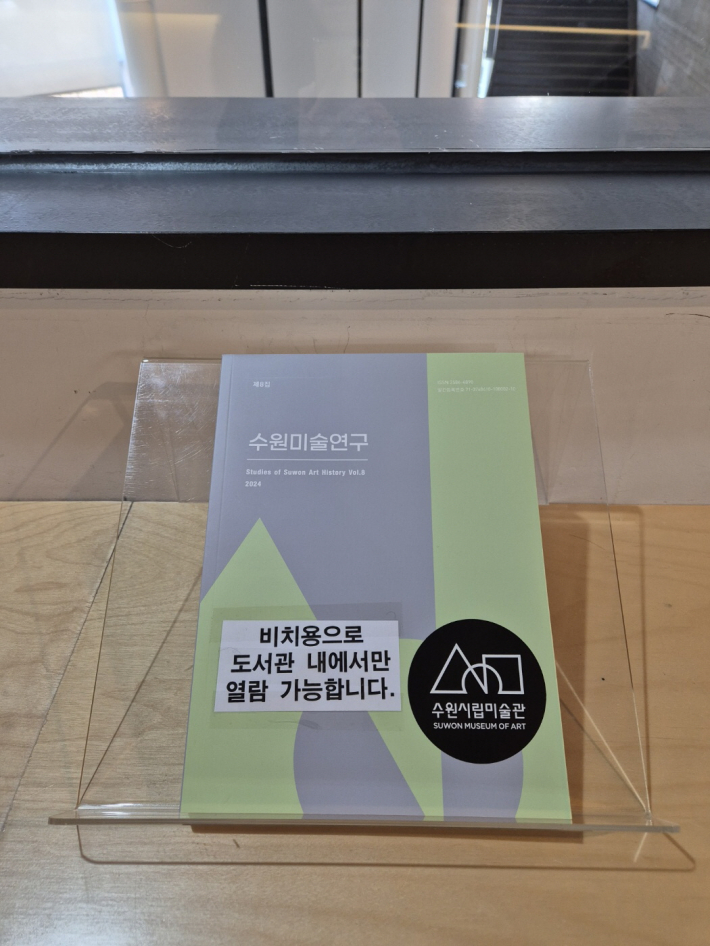 제8집
수원미술연구
Studies of Suwon Art History Vol.8
2024
비치용으로
도서관 내에서만
열람 가능합니다.
수원시립미술관
SUWON MUSEUM OF ART